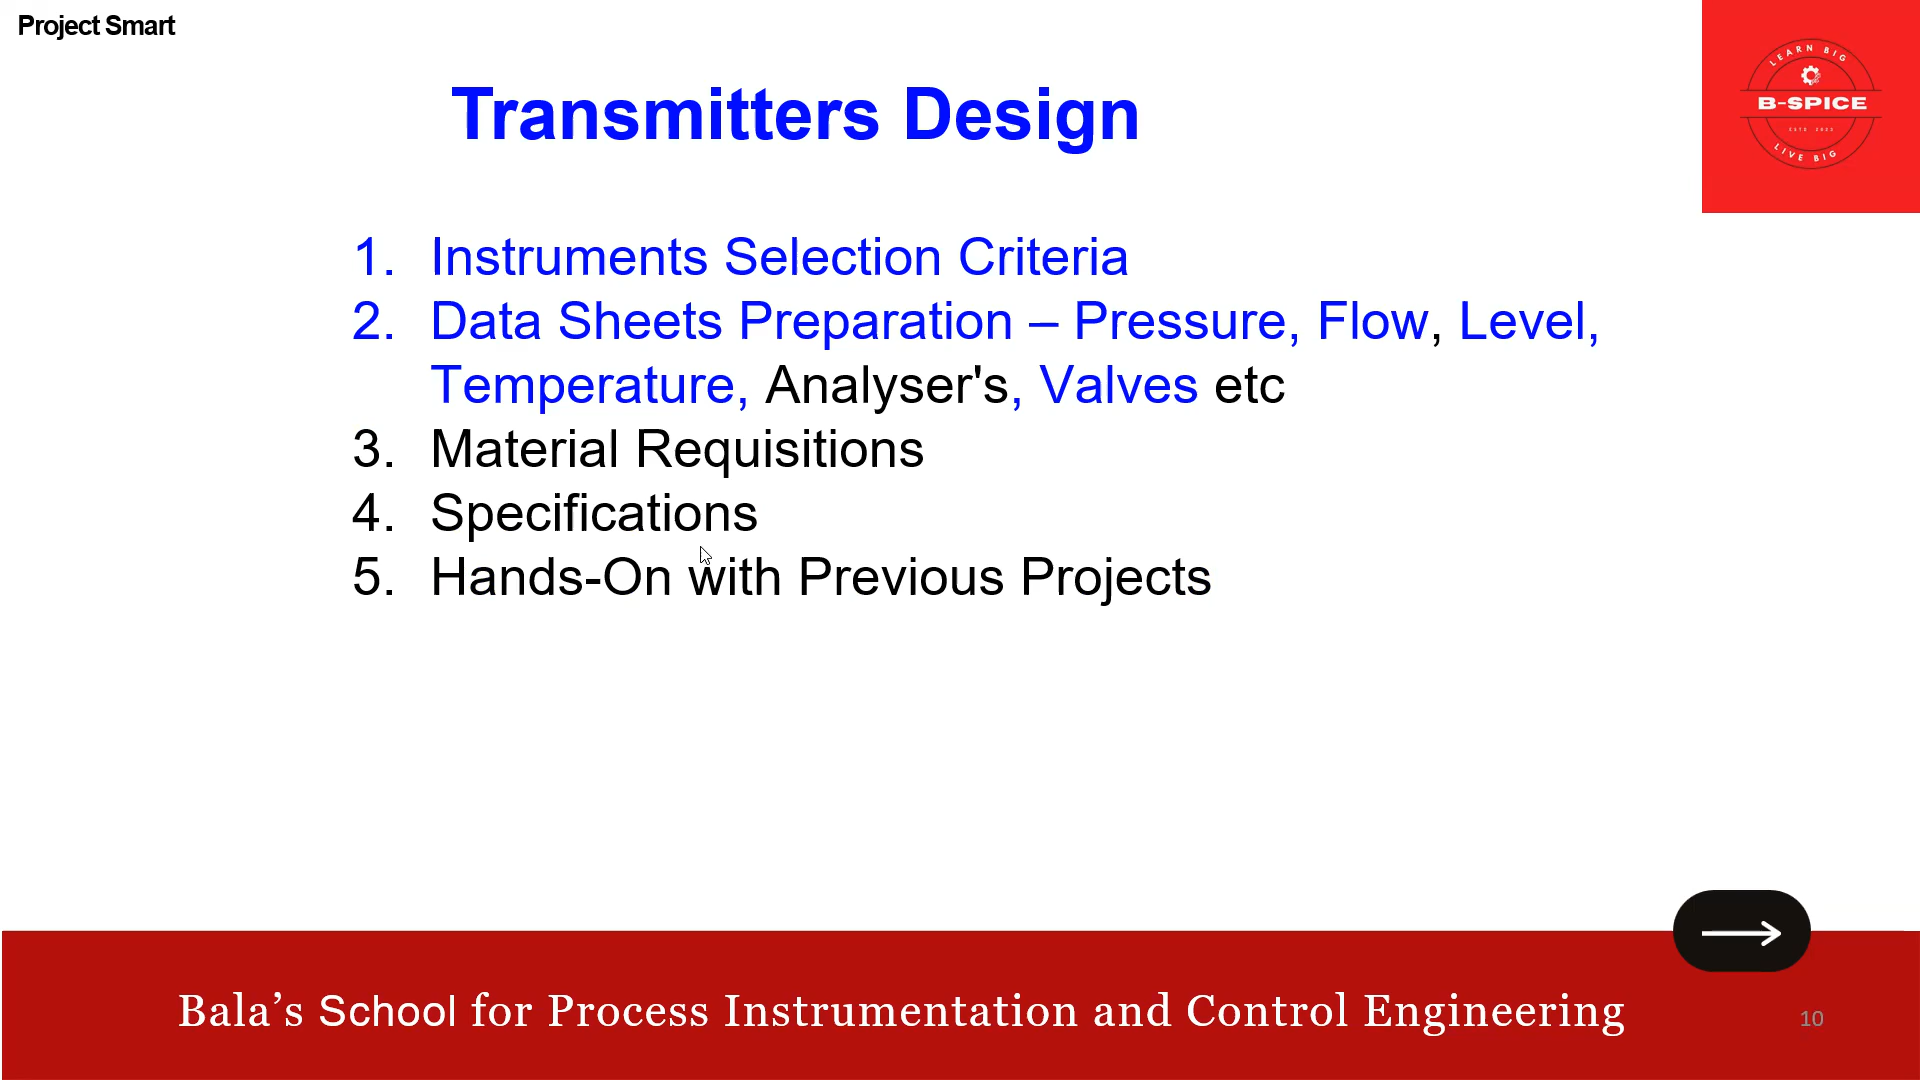 Project Smart
LEARN BIG
B-SPICE
ESTD 2023
LIVE BIG
Transmitters Design
1. Instruments Selection Criteria
2. Data Sheets Preparation – Pressure, Flow, Level,
Temperature, Analyser's, Valves etc
3. Material Requisitions
4. Specifications
5. Hands-On with Previous Projects
Bala’s School for Process Instrumentation and Control Engineering
10